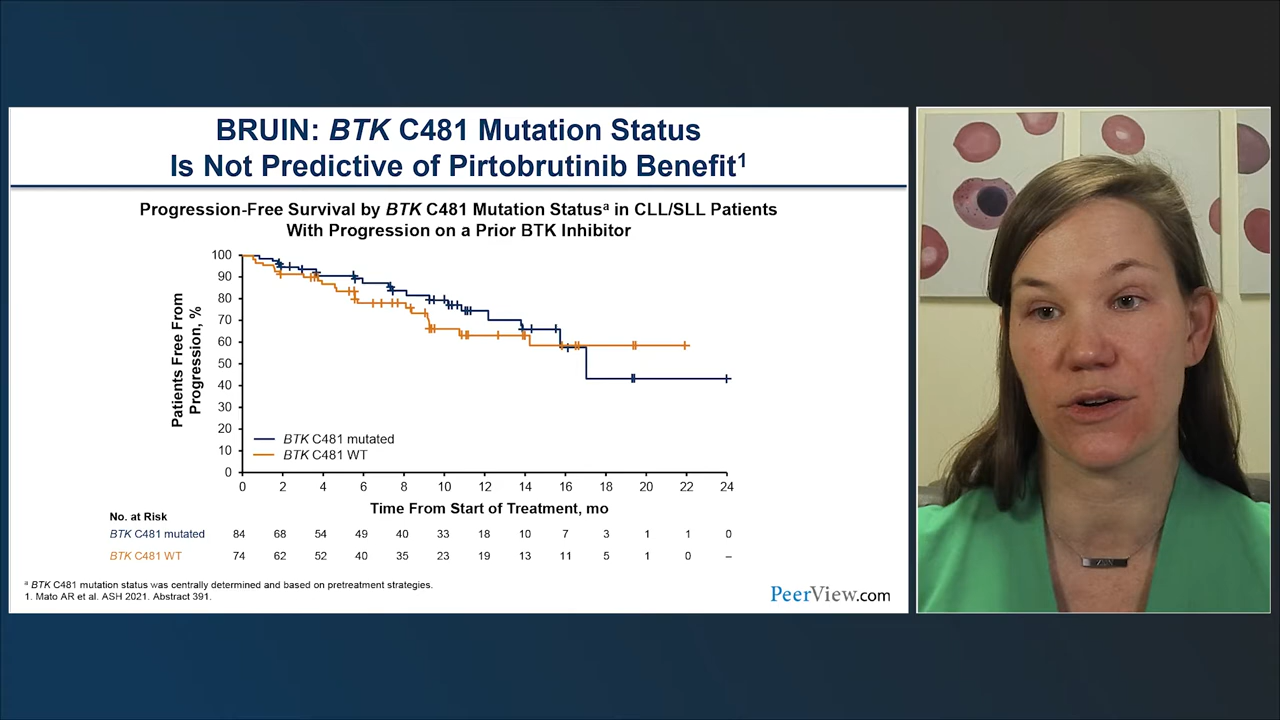 BRUIN: BTK C481 Mutation Status
Is Not Predictive of Pirtobrutinib Benefit¹
Progression-Free Survival by BTK C481 Mutation Statusᵃ in CLL/SLL Patients
With Progression on a Prior BTK Inhibitor
Patients Free From
Progression, %
100
90
80
70
60
50
40
30
20
10
0
BTK C481 mutated
BTK C481 WT
0 2 4 6 8 10 12 14 16 18 20 22 24
Time From Start of Treatment, mo
No. at Risk
BTK C481 mutated 84 68 54 49 40 33 18 10 7 3 1 1 0
BTK C481 WT 74 62 52 40 35 23 19 13 11 5 1 0 –
ᵃ BTK C481 mutation status was centrally determined and based on pretreatment strategies.
1. Mato AR et al. ASH 2021. Abstract 391.
PeerView.com